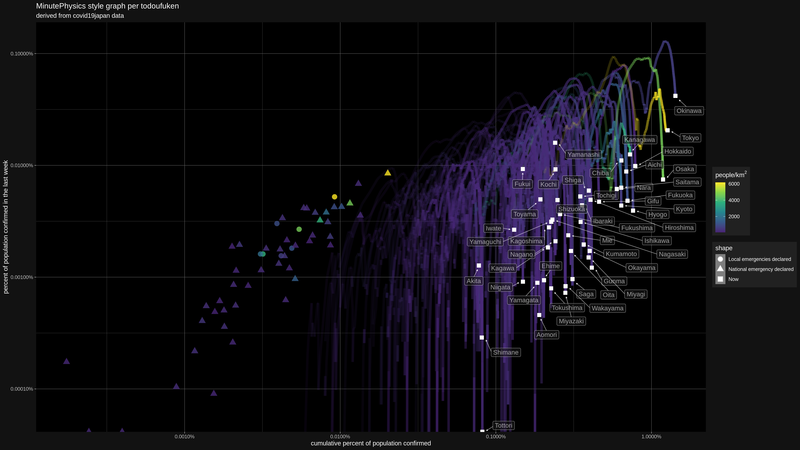 MinutePhysics style graph per todoufuken
derived from covid19japan data
0.10000%
Okinawa
Tokyo
Kanagawa
Hokkaido
Yamanashi
0.01000%
Aichi
Osaka
Chiba
Saitama
Fukui
Kochi
Shiga
Nara
Tochigi
Fukuoka
Gifu
Kyoto
Toyama
Shizuoka
Hyogo
Ibaraki
Iwate
Fukushima
Hiroshima
Yamaguchi
Kagoshima
Mie
Ishikawa
Nagano
Kumamoto
Nagasaki
Kagawa
Ehime
Okayama
0.00100%
Akita
Gunma
Niigata
Saga
Oita
Miyagi
Yamagata
Tokushima
Wakayama
Miyazaki
Aomori
Shimane
0.00010%
Tottori
0.0010%
0.0100%
0.1000%
1.0000%
cumulative percent of population confirmed
percent of population confirmed in the last week
people/km²
6000
4000
2000
shape
Local emergencies declared
National emergency declared
Now